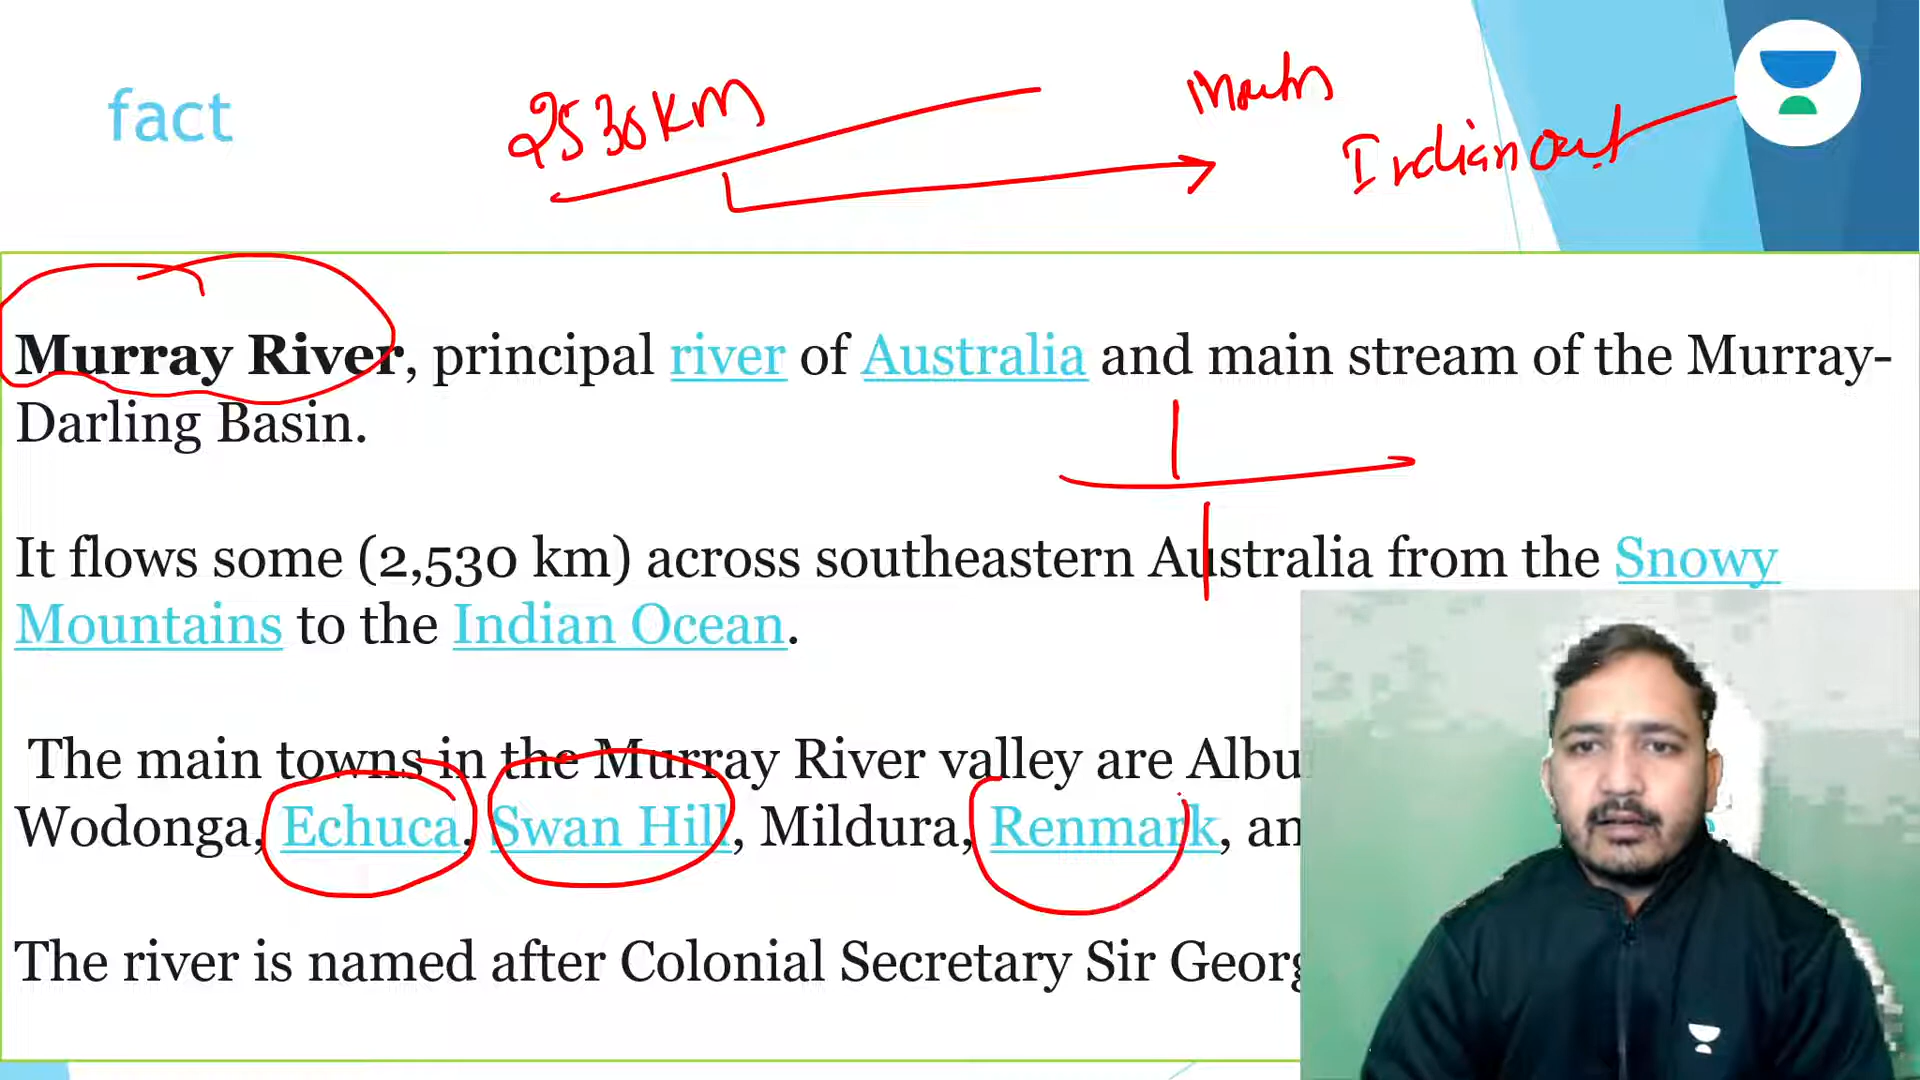 fact
2530 KM
Indian
Murray River, principal river of Australia and main stream of the Murray-
Darling Basin.
It flows some (2,530 km) across southeastern Australia from the Snowy
Mountains to the Indian Ocean.
The main towns in the Murray River valley are Albu
Wodonga, Echuca, Swan Hill, Mildura, Renmark, an
The river is named after Colonial Secretary Sir Georg